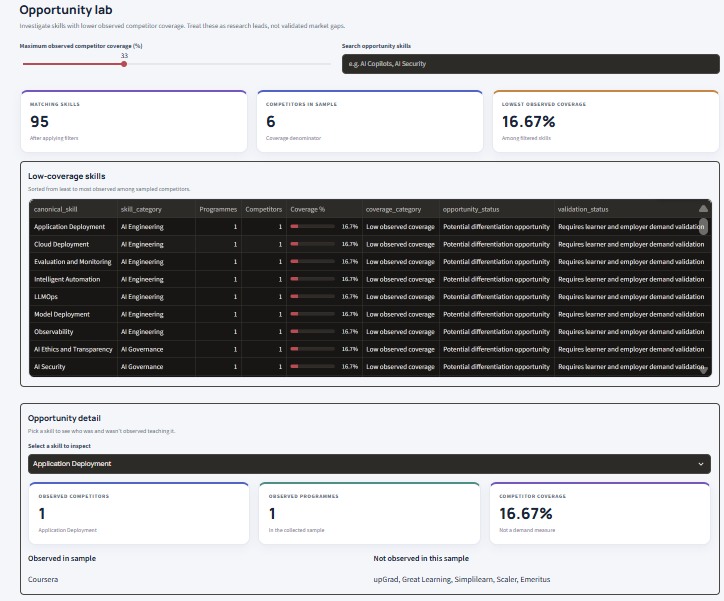 Opportunity lab
Investigate skills with lower observed competitor coverage. Treat these as research leads, not validated market gaps.
Maximum observed competitor coverage (%)
33
Search opportunity skills
e.g. AI Copilots, AI Security
MATCHING SKILLS
95
After applying filters
COMPETITORS IN SAMPLE
6
Coverage denominator
LOWEST OBSERVED COVERAGE
16.67%
Among filtered skills
Low-coverage skills
Sorted from least to most observed among sampled competitors.
canonical_skill skill_category Programmes Competitors Coverage % coverage_category opportunity_status validation_status
Application Deployment AI Engineering 1 1 16.7% Low observed coverage Potential differentiation opportunity Requires learner and employer demand validation
Cloud Deployment AI Engineering 1 1 16.7% Low observed coverage Potential differentiation opportunity Requires learner and employer demand validation
Evaluation and Monitoring AI Engineering 1 1 16.7% Low observed coverage Potential differentiation opportunity Requires learner and employer demand validation
Intelligent Automation AI Engineering 1 1 16.7% Low observed coverage Potential differentiation opportunity Requires learner and employer demand validation
LLMOps AI Engineering 1 1 16.7% Low observed coverage Potential differentiation opportunity Requires learner and employer demand validation
Model Deployment AI Engineering 1 1 16.7% Low observed coverage Potential differentiation opportunity Requires learner and employer demand validation
Observability AI Engineering 1 1 16.7% Low observed coverage Potential differentiation opportunity Requires learner and employer demand validation
AI Ethics and Transparency AI Governance 1 1 16.7% Low observed coverage Potential differentiation opportunity Requires learner and employer demand validation
AI Security AI Governance 1 1 16.7% Low observed coverage Potential differentiation opportunity Requires learner and employer demand validation
Opportunity detail
Pick a skill to see who was and wasn't observed teaching it.
Select a skill to inspect
Application Deployment
OBSERVED COMPETITORS
1
Application Deployment
OBSERVED PROGRAMMES
1
In the collected sample
COMPETITOR COVERAGE
16.67%
Not a demand measure
Observed in sample
Coursera
Not observed in this sample
upGrad, Great Learning, Simplilearn, Scaler, Emeritus